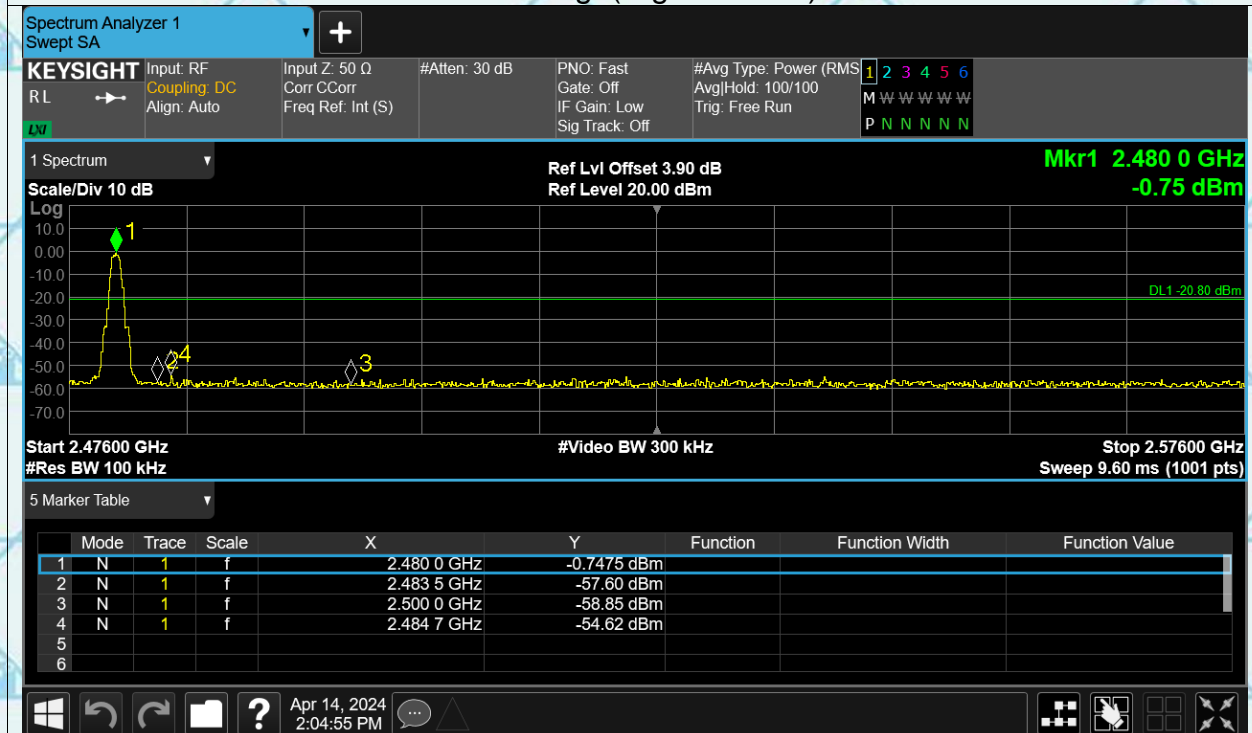 Spectrum Analyzer 1
Swept SA
+
KEYSIGHT
RL
LXI
Input: RF
Coupling: DC
Align: Auto
Input Z: 50 Ω
Corr CCorr
Freq Ref: Int (S)
#Atten: 30 dB
PNO: Fast
Gate: Off
IF Gain: Low
Sig Track: Off
#Avg Type: Power (RMS
Avg|Hold: 100/100
Trig: Free Run
1 2 3 4 5 6
M W W W W W
P N N N N N
1 Spectrum
Scale/Div 10 dB
Ref Lvl Offset 3.90 dB
Ref Level 20.00 dBm
Mkr1 2.480 0 GHz
-0.75 dBm
Log
10.0
0.00
-10.0
-20.0
-30.0
-40.0
-50.0
-60.0
-70.0
1
2
4
3
DL1 -20.80 dBm
Start 2.47600 GHz
#Res BW 100 kHz
#Video BW 300 kHz
Stop 2.57600 GHz
Sweep 9.60 ms (1001 pts)
5 Marker Table
Mode Trace Scale X Y Function Function Width Function Value
1 N 1 f 2.480 0 GHz -0.7475 dBm
2 N 1 f 2.483 5 GHz -57.60 dBm
3 N 1 f 2.500 0 GHz -58.85 dBm
4 N 1 f 2.484 7 GHz -54.62 dBm
5
6
?
Apr 14, 2024
2:04:55 PM